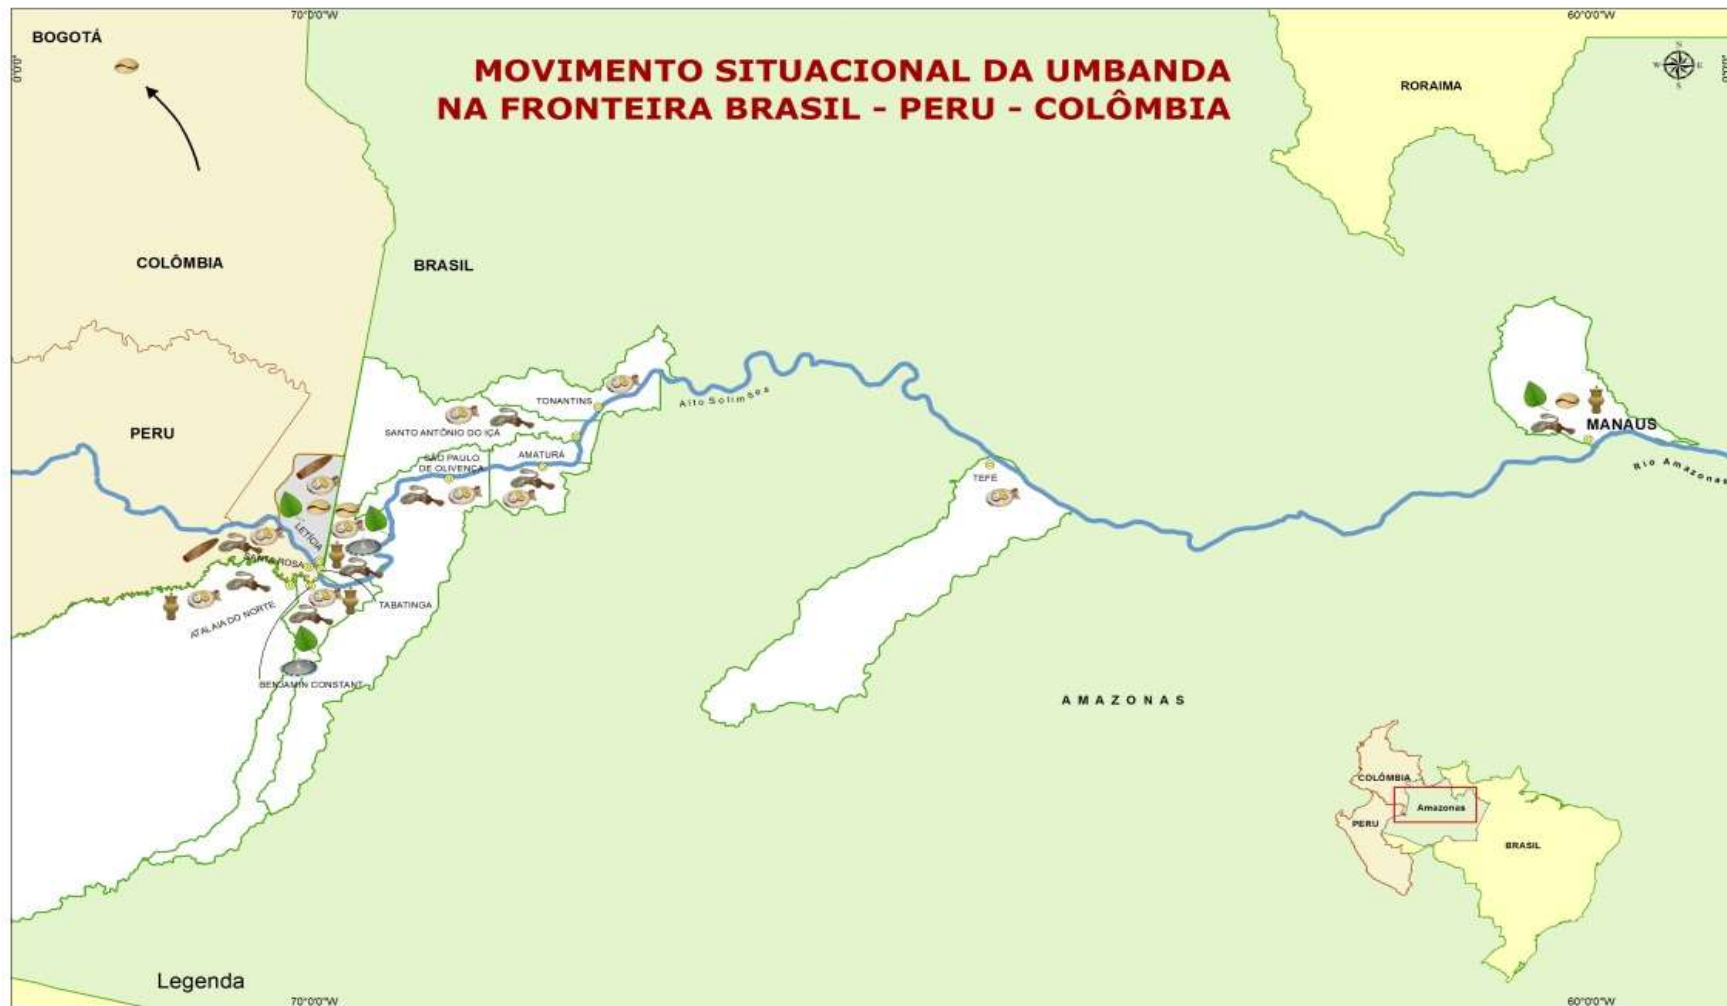 70°0'0"W
60°0'0"W
BOGOTÁ
0°0'0"
MOVIMENTO SITUACIONAL DA UMBANDA
NA FRONTEIRA BRASIL - PERU - COLÔMBIA
S
W
E
S
RORAIMA
COLÔMBIA
BRASIL
PERU
TONANTINS
Alto Solimões
SANTO ANTÔNIO DO IÇÁ
SÃO PAULO
DE OLIVENÇA
AMATURÁ
TEFÉ
MANAUS
Rio Amazonas
LETÍCIA
SANTA ROSA
TABATINGA
ATALAIA DO NORTE
BENJAMIN CONSTANT
AMAZONAS
COLÔMBIA
Amazonas
PERU
BRASIL
Legenda
70°0'0"W
60°0'0"W